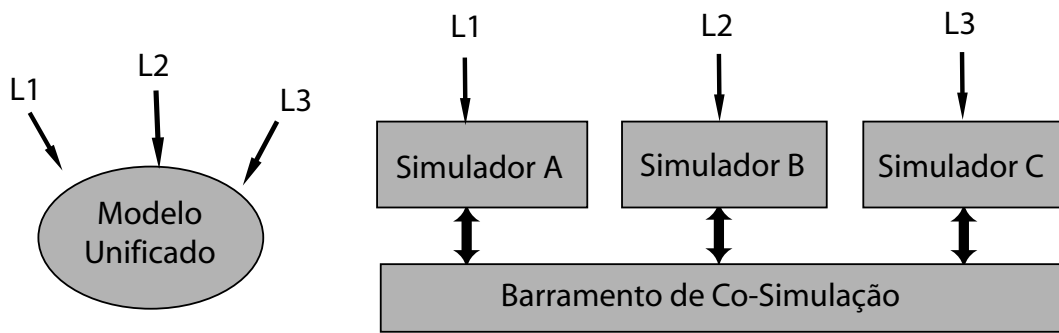 L1
L2
L3
Modelo
Unificado
L1
L2
L3
Simulador A
Simulador B
Simulador C
Barramento de Co-Simulação